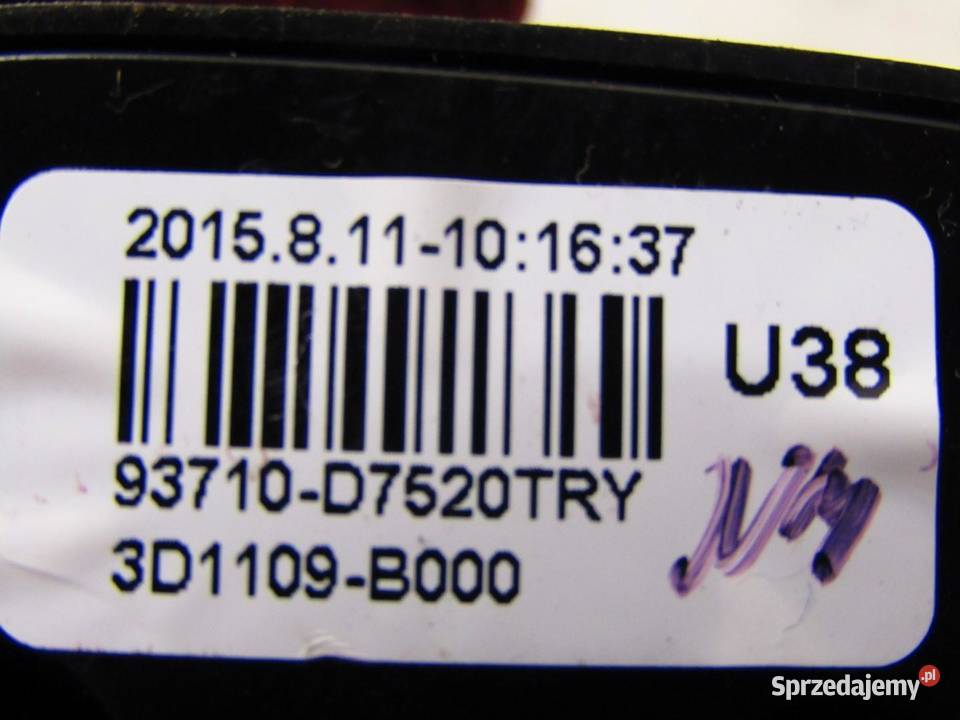 2015.8.11-10:16:37
U38
93710-D7520TRY
3D1109-B000
Sprzedajemy.pl